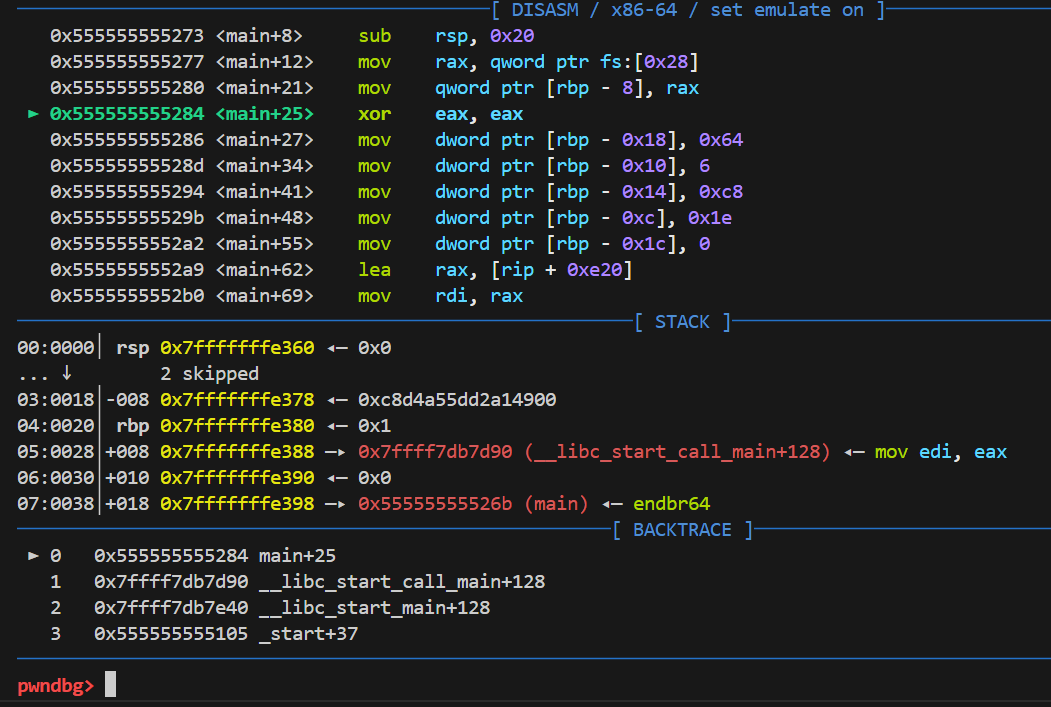 [ DISASM / x86-64 / set emulate on ]
0x555555555273 <main+8> sub rsp, 0x20
0x555555555277 <main+12> mov rax, qword ptr fs:[0x28]
0x555555555280 <main+21> mov qword ptr [rbp - 8], rax
► 0x555555555284 <main+25> xor eax, eax
0x555555555286 <main+27> mov dword ptr [rbp - 0x18], 0x64
0x55555555528d <main+34> mov dword ptr [rbp - 0x10], 6
0x555555555294 <main+41> mov dword ptr [rbp - 0x14], 0xc8
0x55555555529b <main+48> mov dword ptr [rbp - 0xc], 0x1e
0x5555555552a2 <main+55> mov dword ptr [rbp - 0x1c], 0
0x5555555552a9 <main+62> lea rax, [rip + 0xe20]
0x5555555552b0 <main+69> mov rdi, rax
[ STACK ]
00:0000│ rsp 0x7fffffffe360 ◂— 0x0
... ↓ 2 skipped
03:0018│-008 0x7fffffffe378 ◂— 0xc8d4a55dd2a14900
04:0020│ rbp 0x7fffffffe380 ◂— 0x1
05:0028│+008 0x7fffffffe388 —▸ 0x7ffff7db7d90 (__libc_start_call_main+128) ◂— mov edi, eax
06:0030│+010 0x7fffffffe390 ◂— 0x0
07:0038│+018 0x7fffffffe398 —▸ 0x55555555526b (main) ◂— endbr64
[ BACKTRACE ]
► 0 0x555555555284 main+25
1 0x7ffff7db7d90 __libc_start_call_main+128
2 0x7ffff7db7e40 __libc_start_main+128
3 0x555555555105 _start+37
pwndbg>